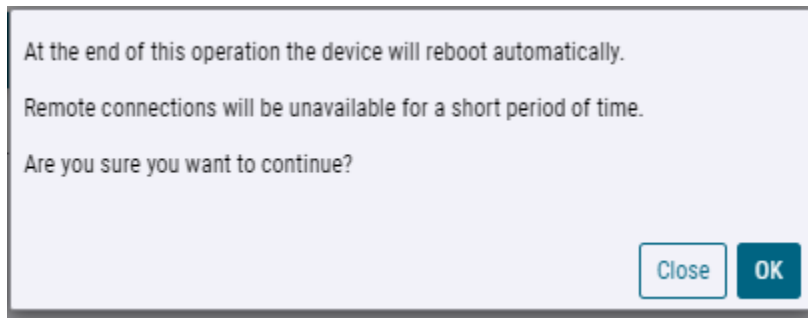 At the end of this operation the device will reboot automatically.
Remote connections will be unavailable for a short period of time.
Are you sure you want to continue?
Close
OK